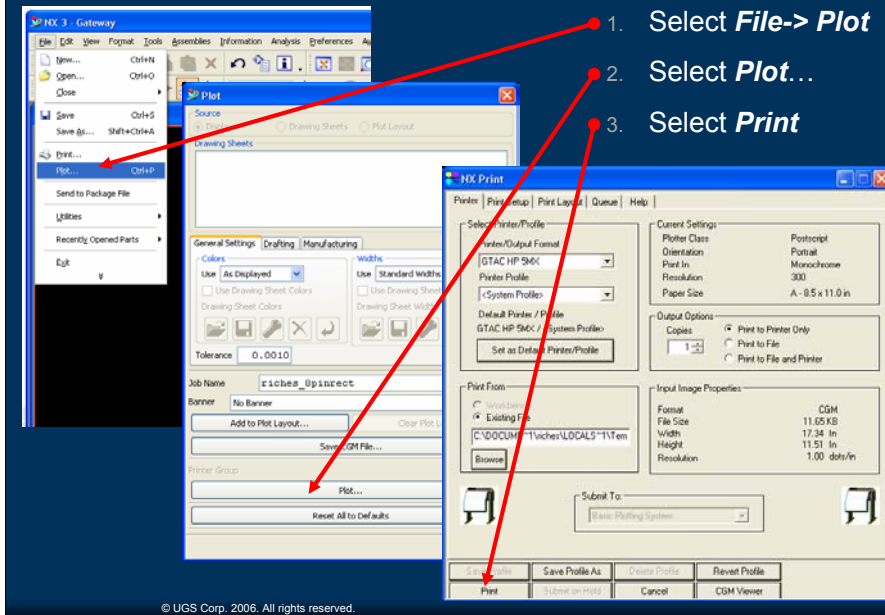 1. Select File-> Plot
2. Select Plot...
3. Select Print
NX 3 - Gateway
File Edit View Format Tools Assemblies Information Analysis Preferences
New... Ctrl+N
Open... Ctrl+O
Close
Save Ctrl+S
Save As... Shift+Ctrl+A
Print...
Plot... Ctrl+P
Send to Package File
Utilities
Recently Opened Parts
Exit
Plot
Source
Drawing Sheets Plot Layout
Drawing Sheets
General Settings Drafting Manufacturing
Colors
Use As Displayed
Use Drawing Sheet Colors
Drawing Sheet Colors
Widths
Use Standard Widths
Use Drawing Sheet
Drawing Sheet Width
Tolerance 0.0010
Job Name riches_0pinrect
Banner No Banner
Add to Plot Layout... Clear Plot L
Save CGM File...
Printer Group
Plot...
Reset All to Defaults
NX Print
Printer Print Setup Print Layout Queue Help
Select Printer/Profile
Printer/Output Format
GTAC HP 5MX
Printer Profile
<System Profile>
Default Printer / Profile
GTAC HP 5MX / <System Profile>
Set as Default Printer/Profile
Current Settings
Plotter Class Postscript
Orientation Portrait
Print In Monochrome
Resolution 300
Paper Size A - 8.5 x 11.0 in
Output Options
Copies
1
Print to Printer Only
Print to File
Print to File and Printer
Print From
Workbench
Existing File
C:\DOCUME~1\riches\LOCALS~1\Tem
Browse
Input Image Properties
Format CGM
File Size 11.65 KB
Width 17.34 In
Height 11.51 In
Resolution 1.00 dots/in
Submit To:
Basic Plotting System
Save Profile Save Profile As Delete Profile Revert Profile
Print Submit on Hold Cancel CGM Viewer
© UGS Corp. 2006. All rights reserved.